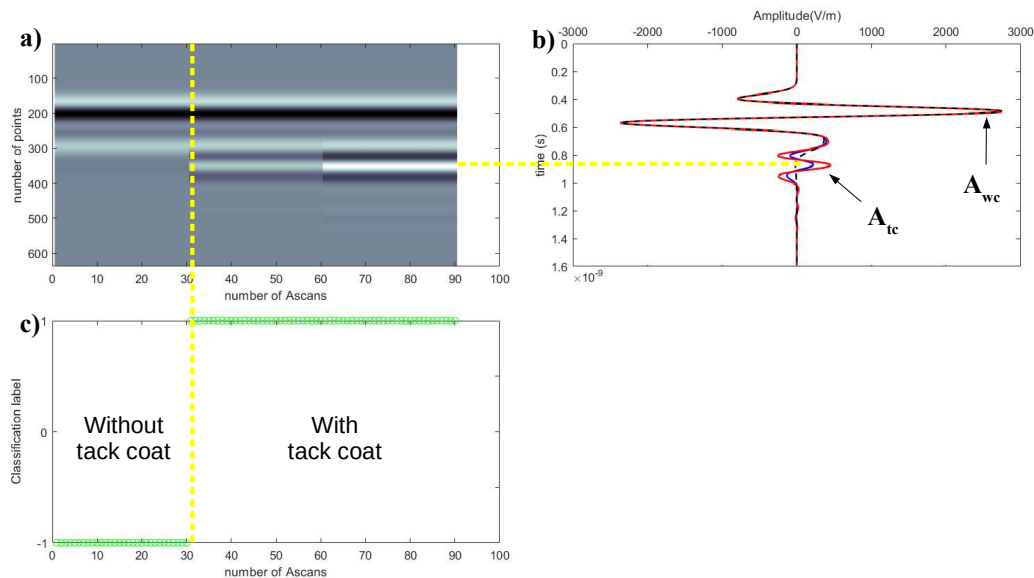 a)
100
200
300
400
500
600
number of points
0 10 20 30 40 50 60 70 80 90 100
number of Ascans
b)
Amplitude(V/m)
-3000 -2000 -1000 0 1000 2000 3000
0
0.2
0.4
0.6
0.8
1
1.2
1.4
1.6
time (s)
×10⁻⁹
A_wc
A_tc
c)
1
0
-1
Classification label
Without
tack coat
With
tack coat
0 10 20 30 40 50 60 70 80 90 100
number of Ascans